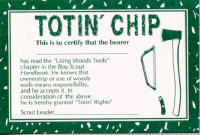 TOTIN' CHIP
This is to certify that the bearer
has read the "Using Woods Tools"
chapter in the Boy Scout
Handbook. He knows that
ownership or use of woods
tools means responsibility,
and he accepts it. In
consideration of the above
he is hereby granted "Totin' Rights"
Scout Leader